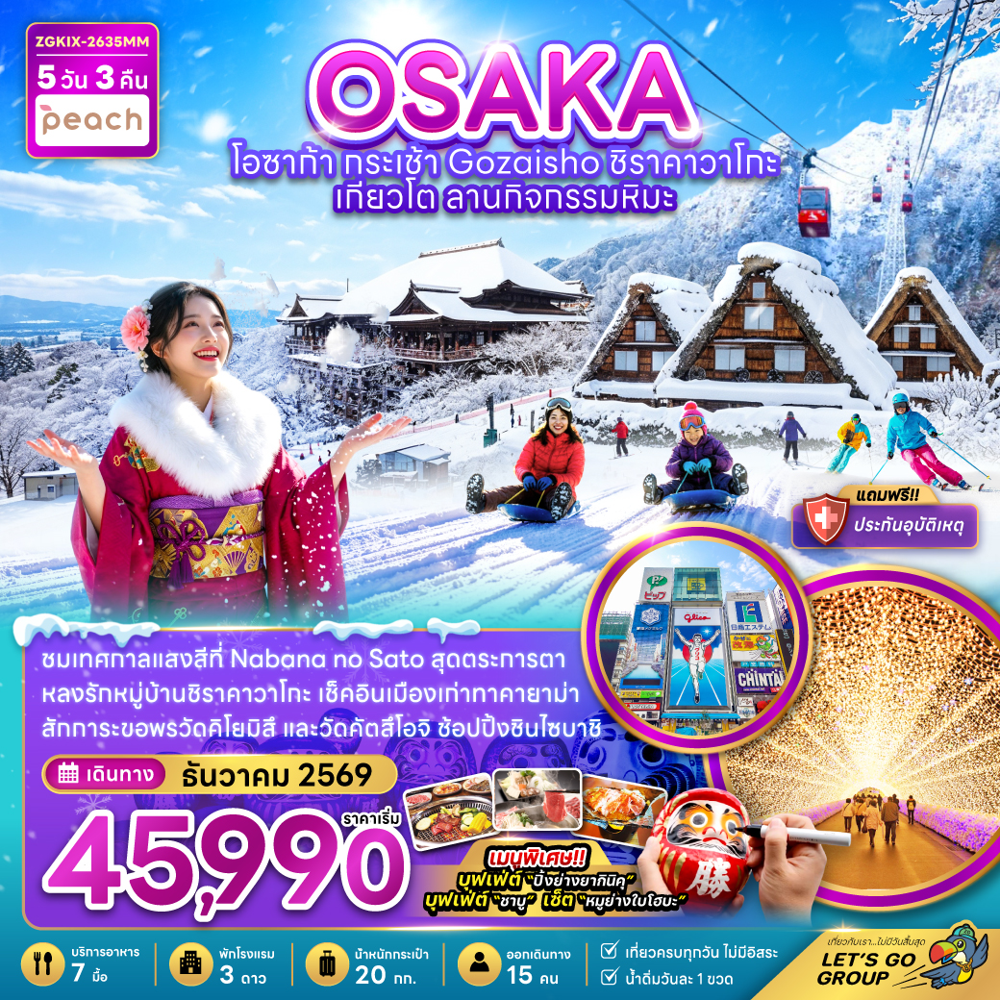 ZGKIX-2635MM
5 วัน 3 คืน
peach
OSAKA
โอซาก้า กระเช้า Gozaisho ชิราคาวาโกะ
เกียวโต ลานกิจกรรมหิมะ
แถมฟรี!!
ประกันอุบัติเหตุ
Glico
日商エステム
CHINTAI
ชมเทศกาลแสงสีที่ Nabana no Sato สุดตระการตา
หลงรักหมู่บ้านชิราคาวาโกะ เช็คอินเมืองเก่าทาคายาม่า
สักการะขอพรวัดคิโยมิสึ และวัดคัตสึโอจิ ช้อปปิ้งชินไซบาชิ
เดินทาง ธันวาคม 2569
ราคาเริ่ม
45,990
เมนูพิเศษ!!
บุฟเฟ่ต์ "ปิ้งย่างยากินิคุ"
บุฟเฟ่ต์ "ชาบู" เซ็ต "หมูย่างใบโฮบะ"
勝
บริการอาหาร
7 มื้อ
พักโรงแรม
3 ดาว
น้ำหนักกระเป๋า
20 กก.
ออกเดินทาง
15 คน
เที่ยวครบทุกวัน ไม่มีอิสระ
น้ำดื่มวันละ 1 ขวด
เที่ยวกับเรา...ไม่มีวันสิ้นสุด
LET'S GO
GROUP